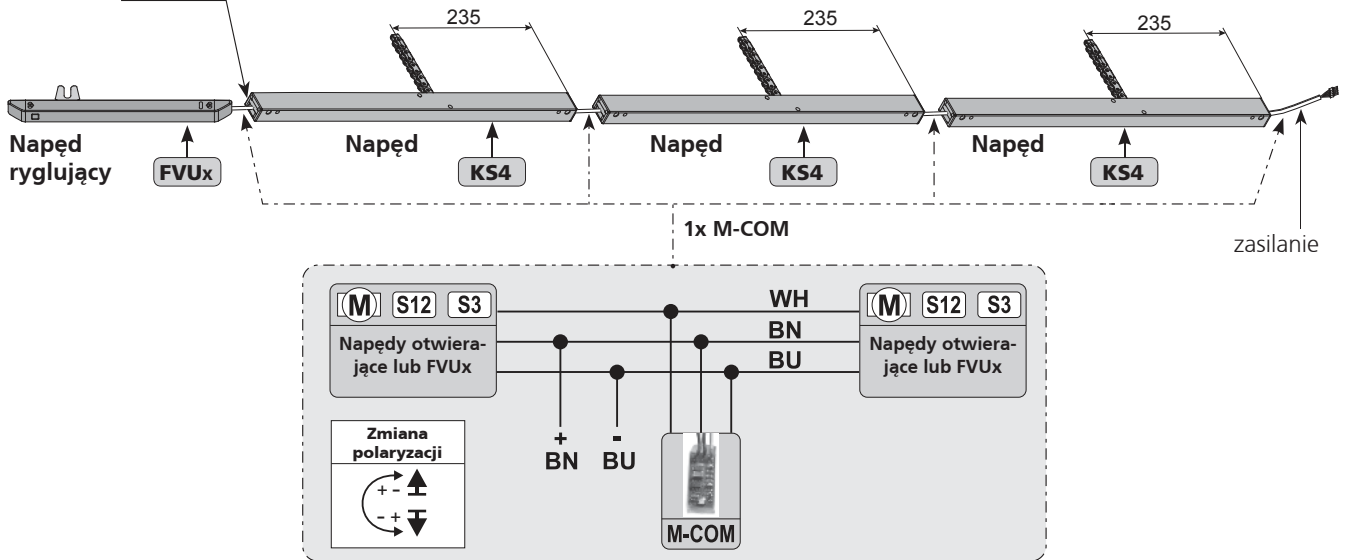 235
235
235
Napęd
ryglujący
FVUx
Napęd
KS4
Napęd
KS4
Napęd
KS4
zasilanie
1x M-COM
M S12 S3
Napędy otwiera-
jące lub FVUx
WH
BN
BU
M S12 S3
Napędy otwiera-
jące lub FVUx
+ -
BN BU
M-COM
Zmiana
polaryzacji
+ -
- +